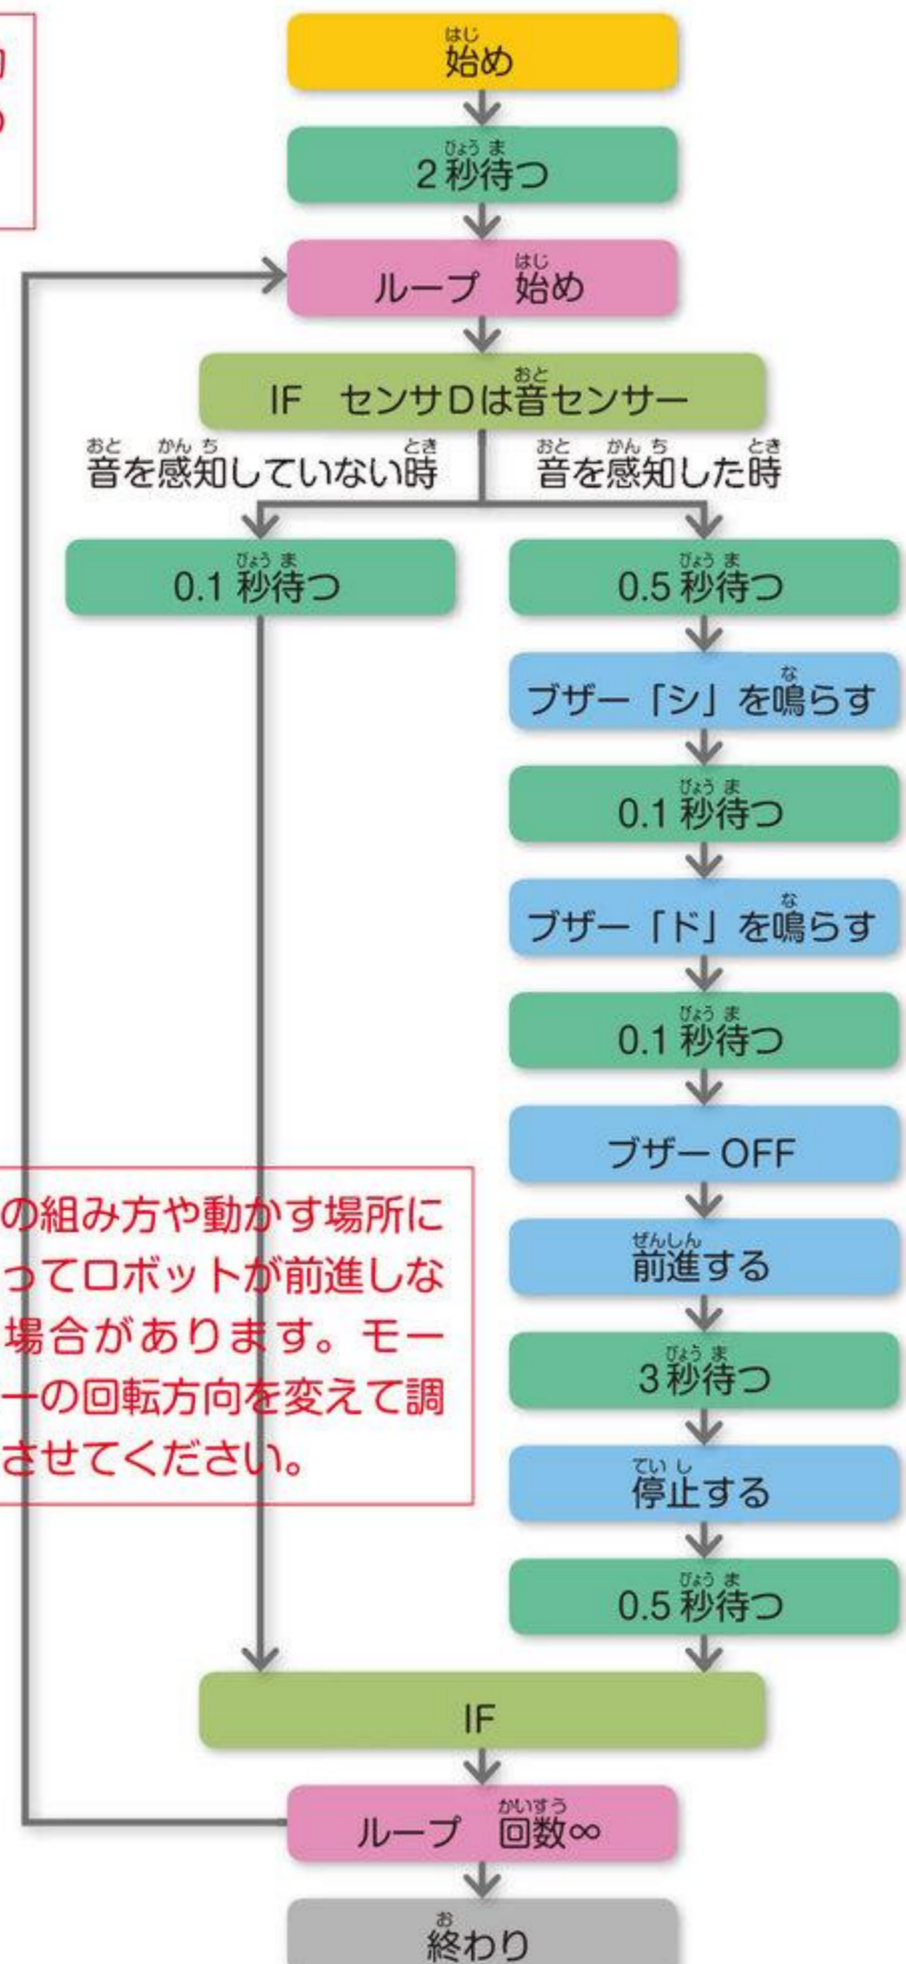 始め
2秒待つ
ループ 始め
IF センサDは音センサー
音を感知していない時 音を感知した時
0.1秒待つ
0.5秒待つ
ブザー「シ」を鳴らす
0.1秒待つ
ブザー「ド」を鳴らす
0.1秒待つ
ブザーOFF
前進する
3秒待つ
停止する
0.5秒待つ
の組み方や動かす場所に
ってロボットが前進しな
場合があります。モー
ーの回転方向を変えて調
させてください。
IF
ループ 回数∞
終わり